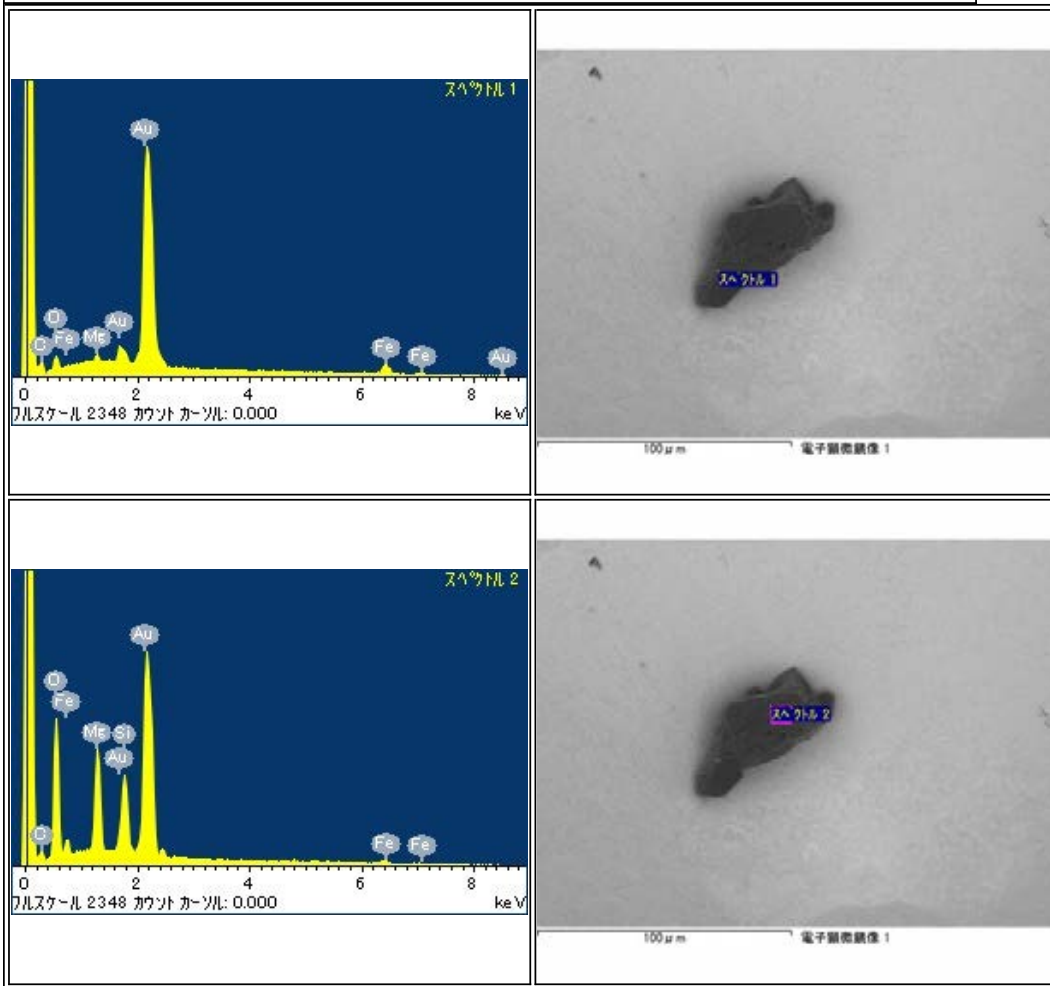 スペクトル 1
Au
O
C
Fe
Mg
Au
Fe
Fe
Au
0 2 4 6 8
フルスケール 2348 カウント カーソル: 0.000 keV
スペクトル 1
100μm 電子顕微鏡像 1
スペクトル 2
Au
O
Fe
Mg
Si
Au
C
Fe
Fe
0 2 4 6 8
フルスケール 2348 カウント カーソル: 0.000 keV
スペクトル 2
100μm 電子顕微鏡像 1